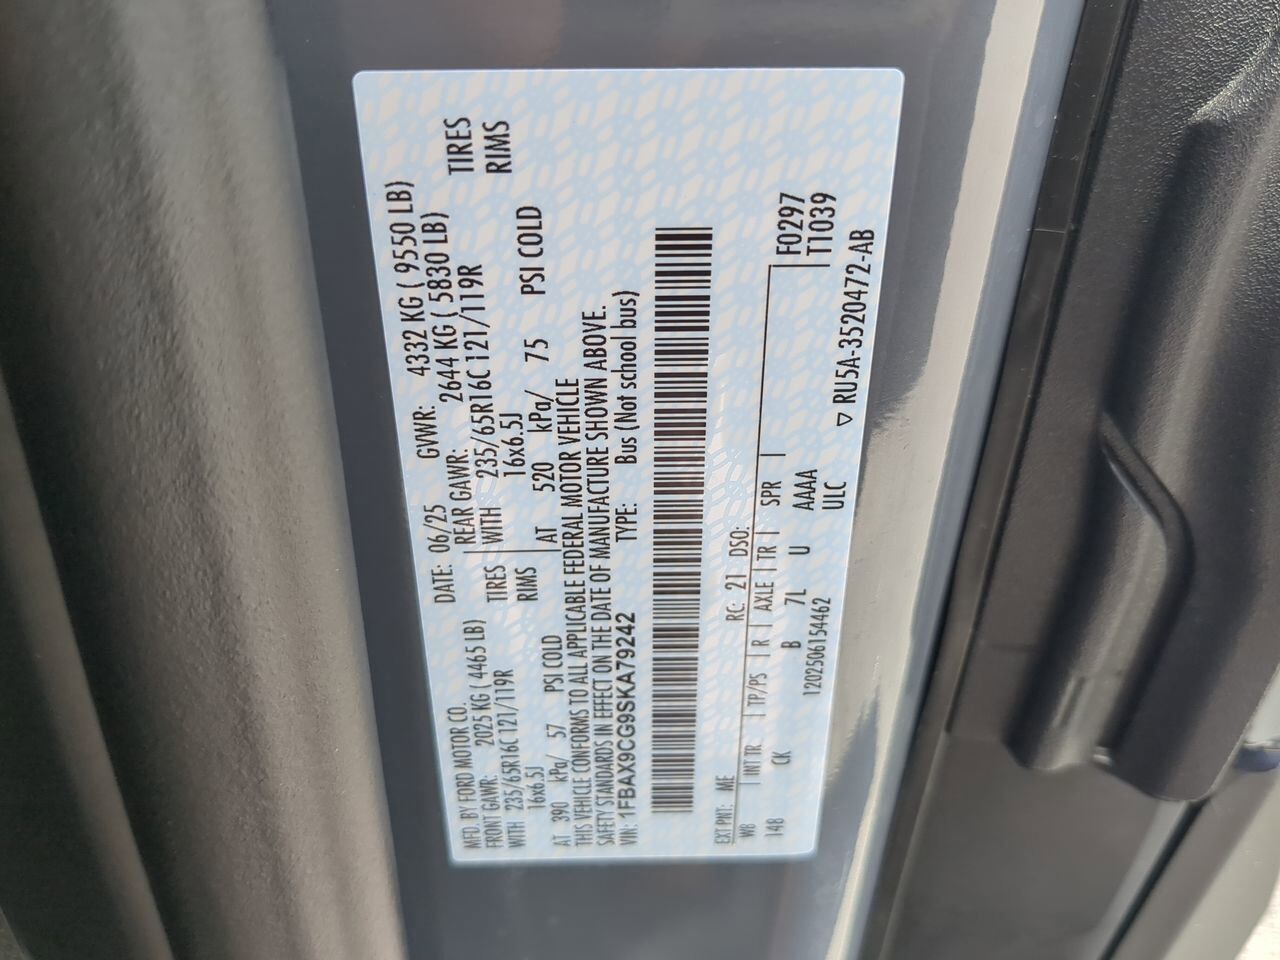 MFD. BY FORD MOTOR CO. DATE: 06/25 GVWR: 4332 KG ( 9550 LB)
FRONT GAWR: 2025 KG ( 4465 LB) REAR GAWR: 2644 KG ( 5830 LB)
WITH 235/65R16C 121/119R TIRES WITH 235/65R16C 121/119R TIRES
16x6.5J RIMS 16x6.5J RIMS
AT 390 kPa/ 57 PSI COLD AT 520 kPa/ 75 PSI COLD
THIS VEHICLE CONFORMS TO ALL APPLICABLE FEDERAL MOTOR VEHICLE
SAFETY STANDARDS IN EFFECT ON THE DATE OF MANUFACTURE SHOWN ABOVE.
VIN: 1FBAX9CG9SKA79242 TYPE: Bus (Not school bus)
EXT PNT: ME RC: 21 DSO:
WB INT TR TP/PS R AXLE TR SPR F0297
148 CK B 7L U AAAA T1039
1202506154462 ULC
▽ RU5A-3520472-AB